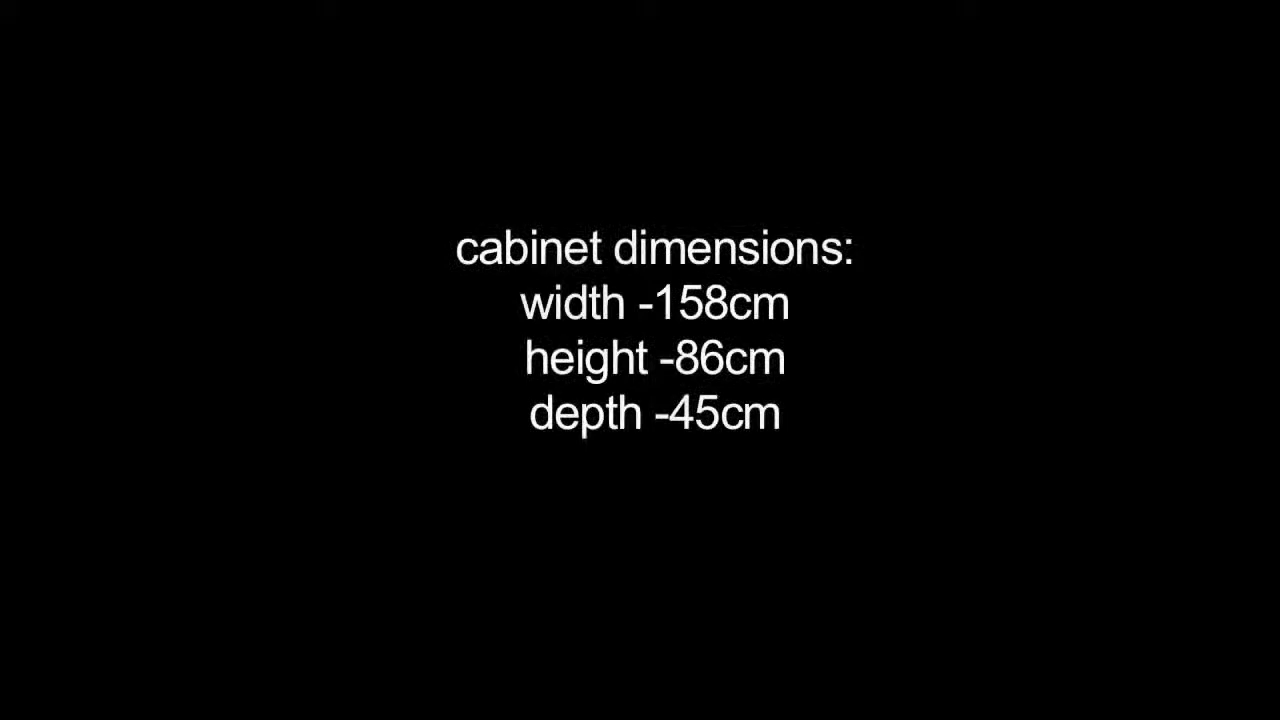 cabinet dimensions:
width -158cm
height -86cm
depth -45cm